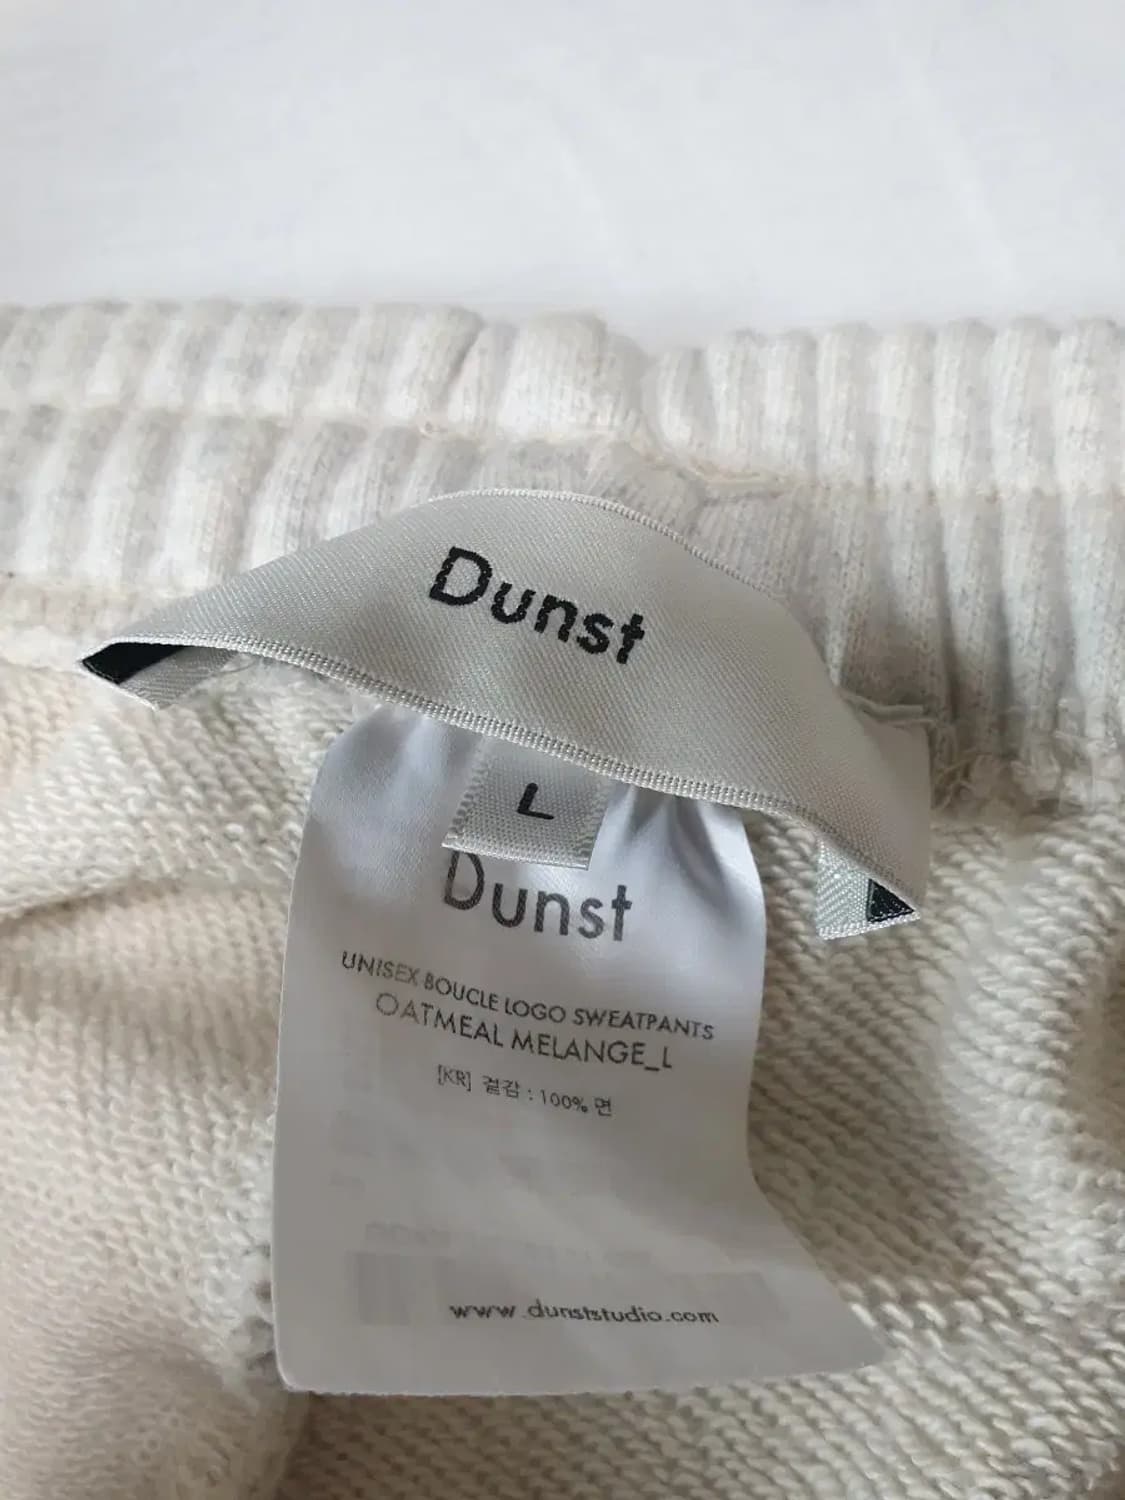 Dunst
L
Dunst
UNISEX BOUCLE LOGO SWEATPANTS
OATMEAL MELANGE_L
[KR] 겉감 : 100% 면
www.dunststudio.com